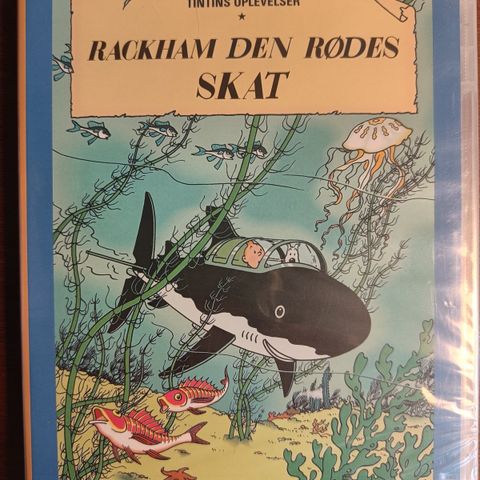 TINTINS OPLEVELSER
RACKHAM DEN RØDES
SKAT